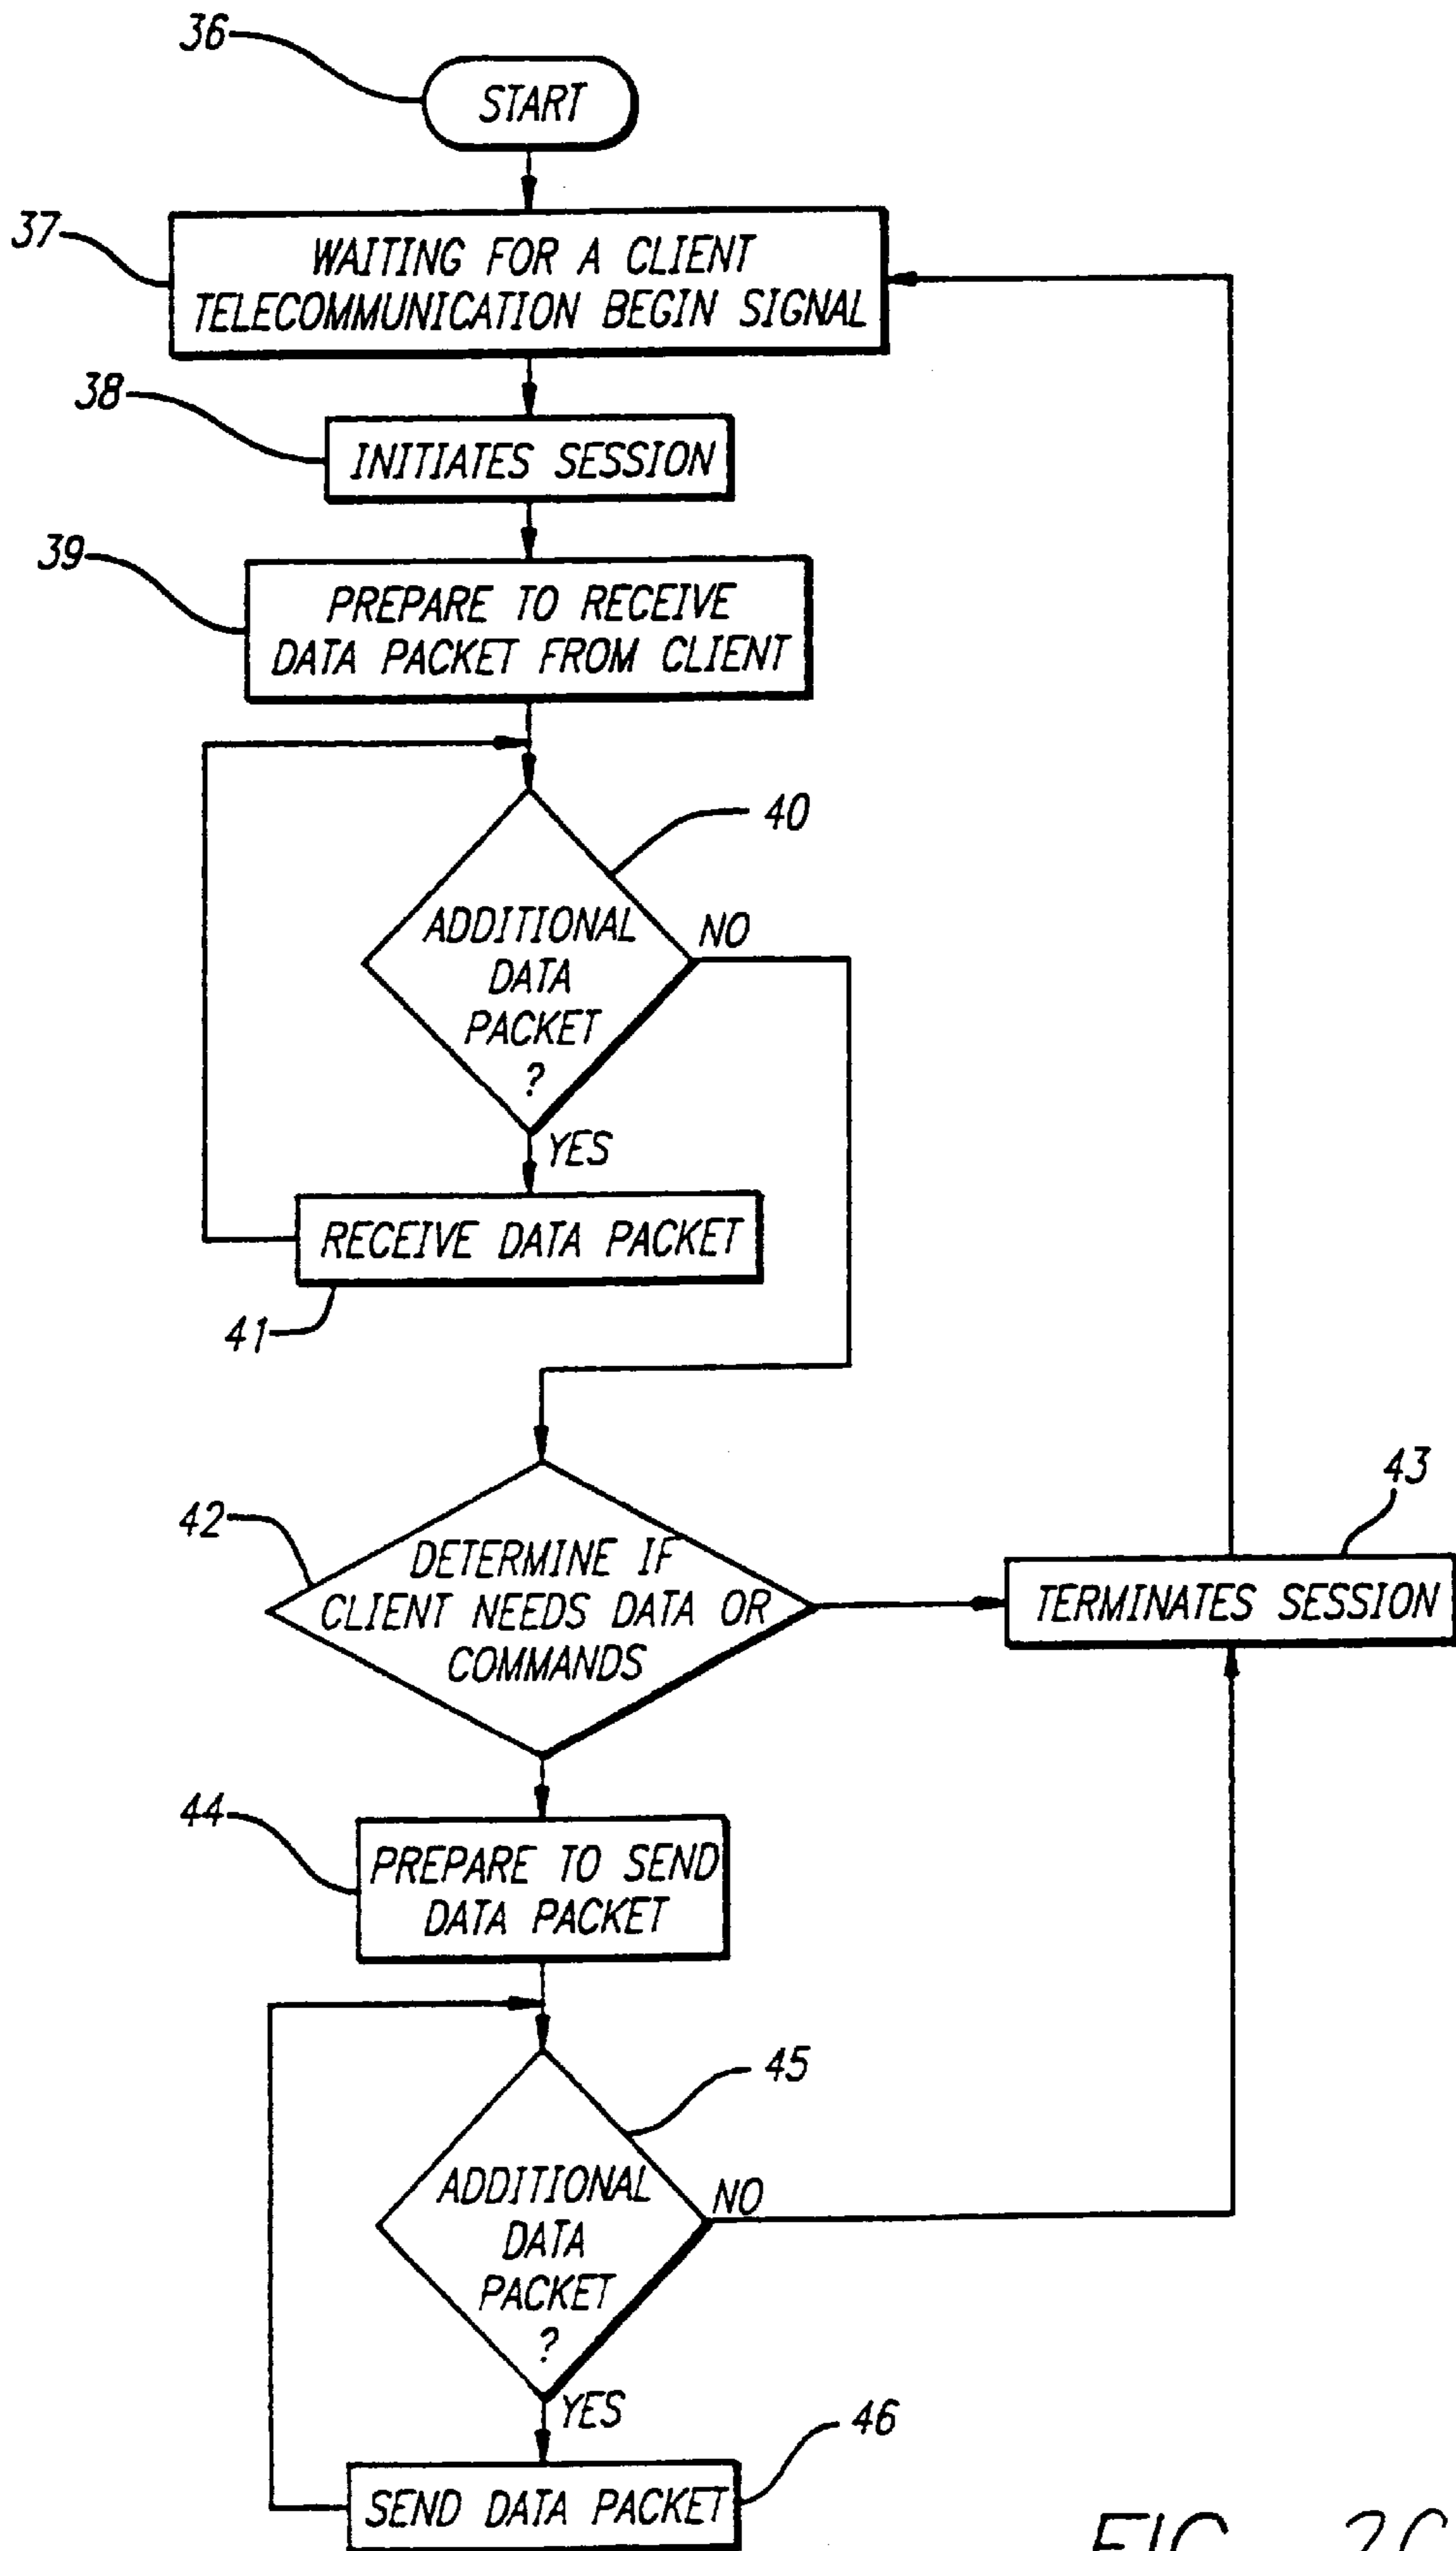 36
START
37
WAITING FOR A CLIENT
TELECOMMUNICATION BEGIN SIGNAL
38
INITIATES SESSION
39
PREPARE TO RECEIVE
DATA PACKET FROM CLIENT
40
ADDITIONAL
DATA
PACKET
?
NO
YES
RECEIVE DATA PACKET
41
42
DETERMINE IF
CLIENT NEEDS DATA OR
COMMANDS
43
TERMINATES SESSION
44
PREPARE TO SEND
DATA PACKET
45
ADDITIONAL
DATA
PACKET
?
NO
YES
46
SEND DATA PACKET
FIG. 2C